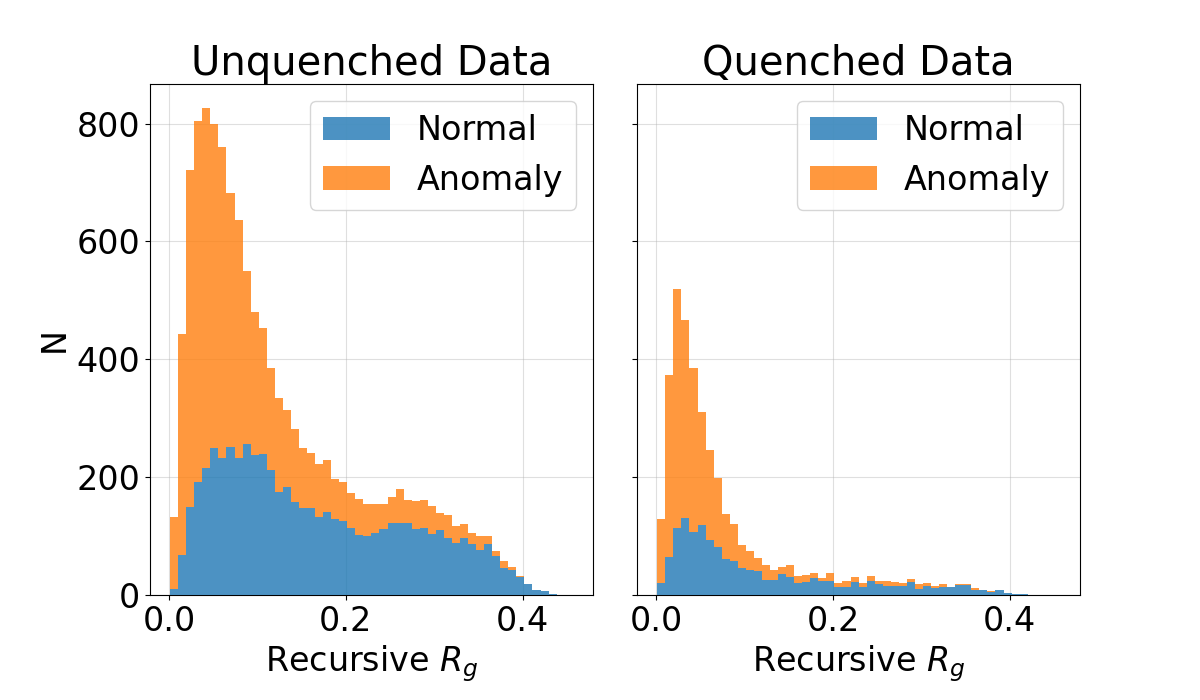 Unquenched Data
Quenched Data
Normal
Anomaly
Normal
Anomaly
N
800
600
400
200
0
0.0
0.2
0.4
0.0
0.2
0.4
Recursive R_g
Recursive R_g